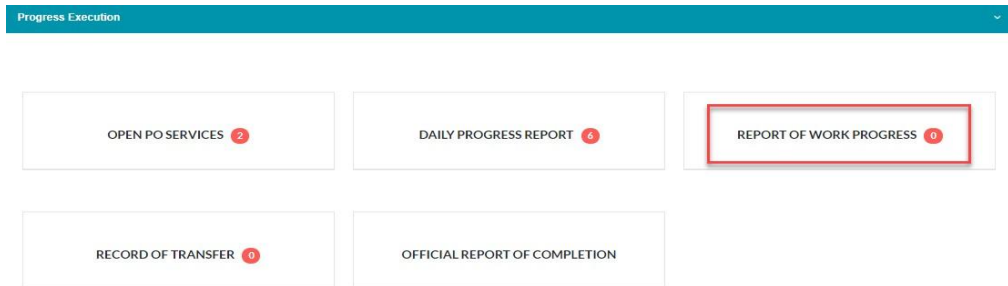 Progress Execution
OPEN PO SERVICES 2
DAILY PROGRESS REPORT 6
REPORT OF WORK PROGRESS 0
RECORD OF TRANSFER 0
OFFICIAL REPORT OF COMPLETION